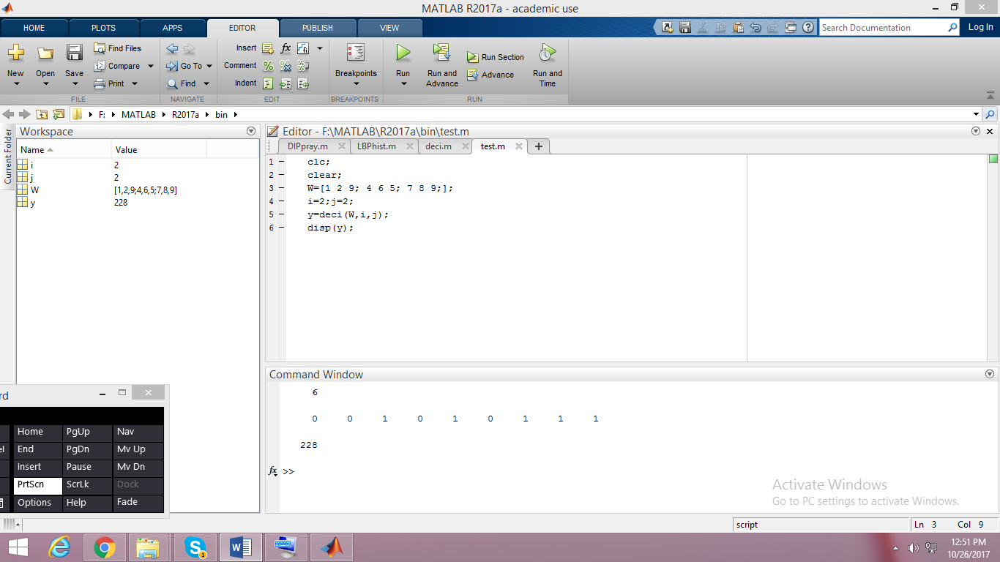 MATLAB R2017a - academic use
HOME PLOTS APPS EDITOR PUBLISH VIEW
Search Documentation
Log In
New
Open
Save
Find Files
Compare
Print
FILE
Go To
Find
NAVIGATE
Insert
Comment
Indent
EDIT
Breakpoints
BREAKPOINTS
Run
Run and Advance
Run Section
Advance
Run and Time
RUN
F: MATLAB R2017a bin
Current Folder
Workspace
Name Value
i 2
j 2
W [1,2,9;4,6,5;7,8,9]
y 228
Editor - F:\MATLAB\R2017a\bin\test.m
DIPpray.m LBPhist.m deci.m test.m
1 clc;
2 clear;
3 W=[1 2 9; 4 6 5; 7 8 9;];
4 i=2;j=2;
5 y=deci(W,i,j);
6 disp(y);
Command Window
6
0 0 1 0 1 0 1 1 1
228
fx >>
rd
Home PgUp Nav
el End PgDn Mv Up
Insert Pause Mv Dn
PrtScn ScrLk Dock
Options Help Fade
Activate Windows
Go to PC settings to activate Windows.
script
Ln 3 Col 9
1
12:51 PM
10/26/2017